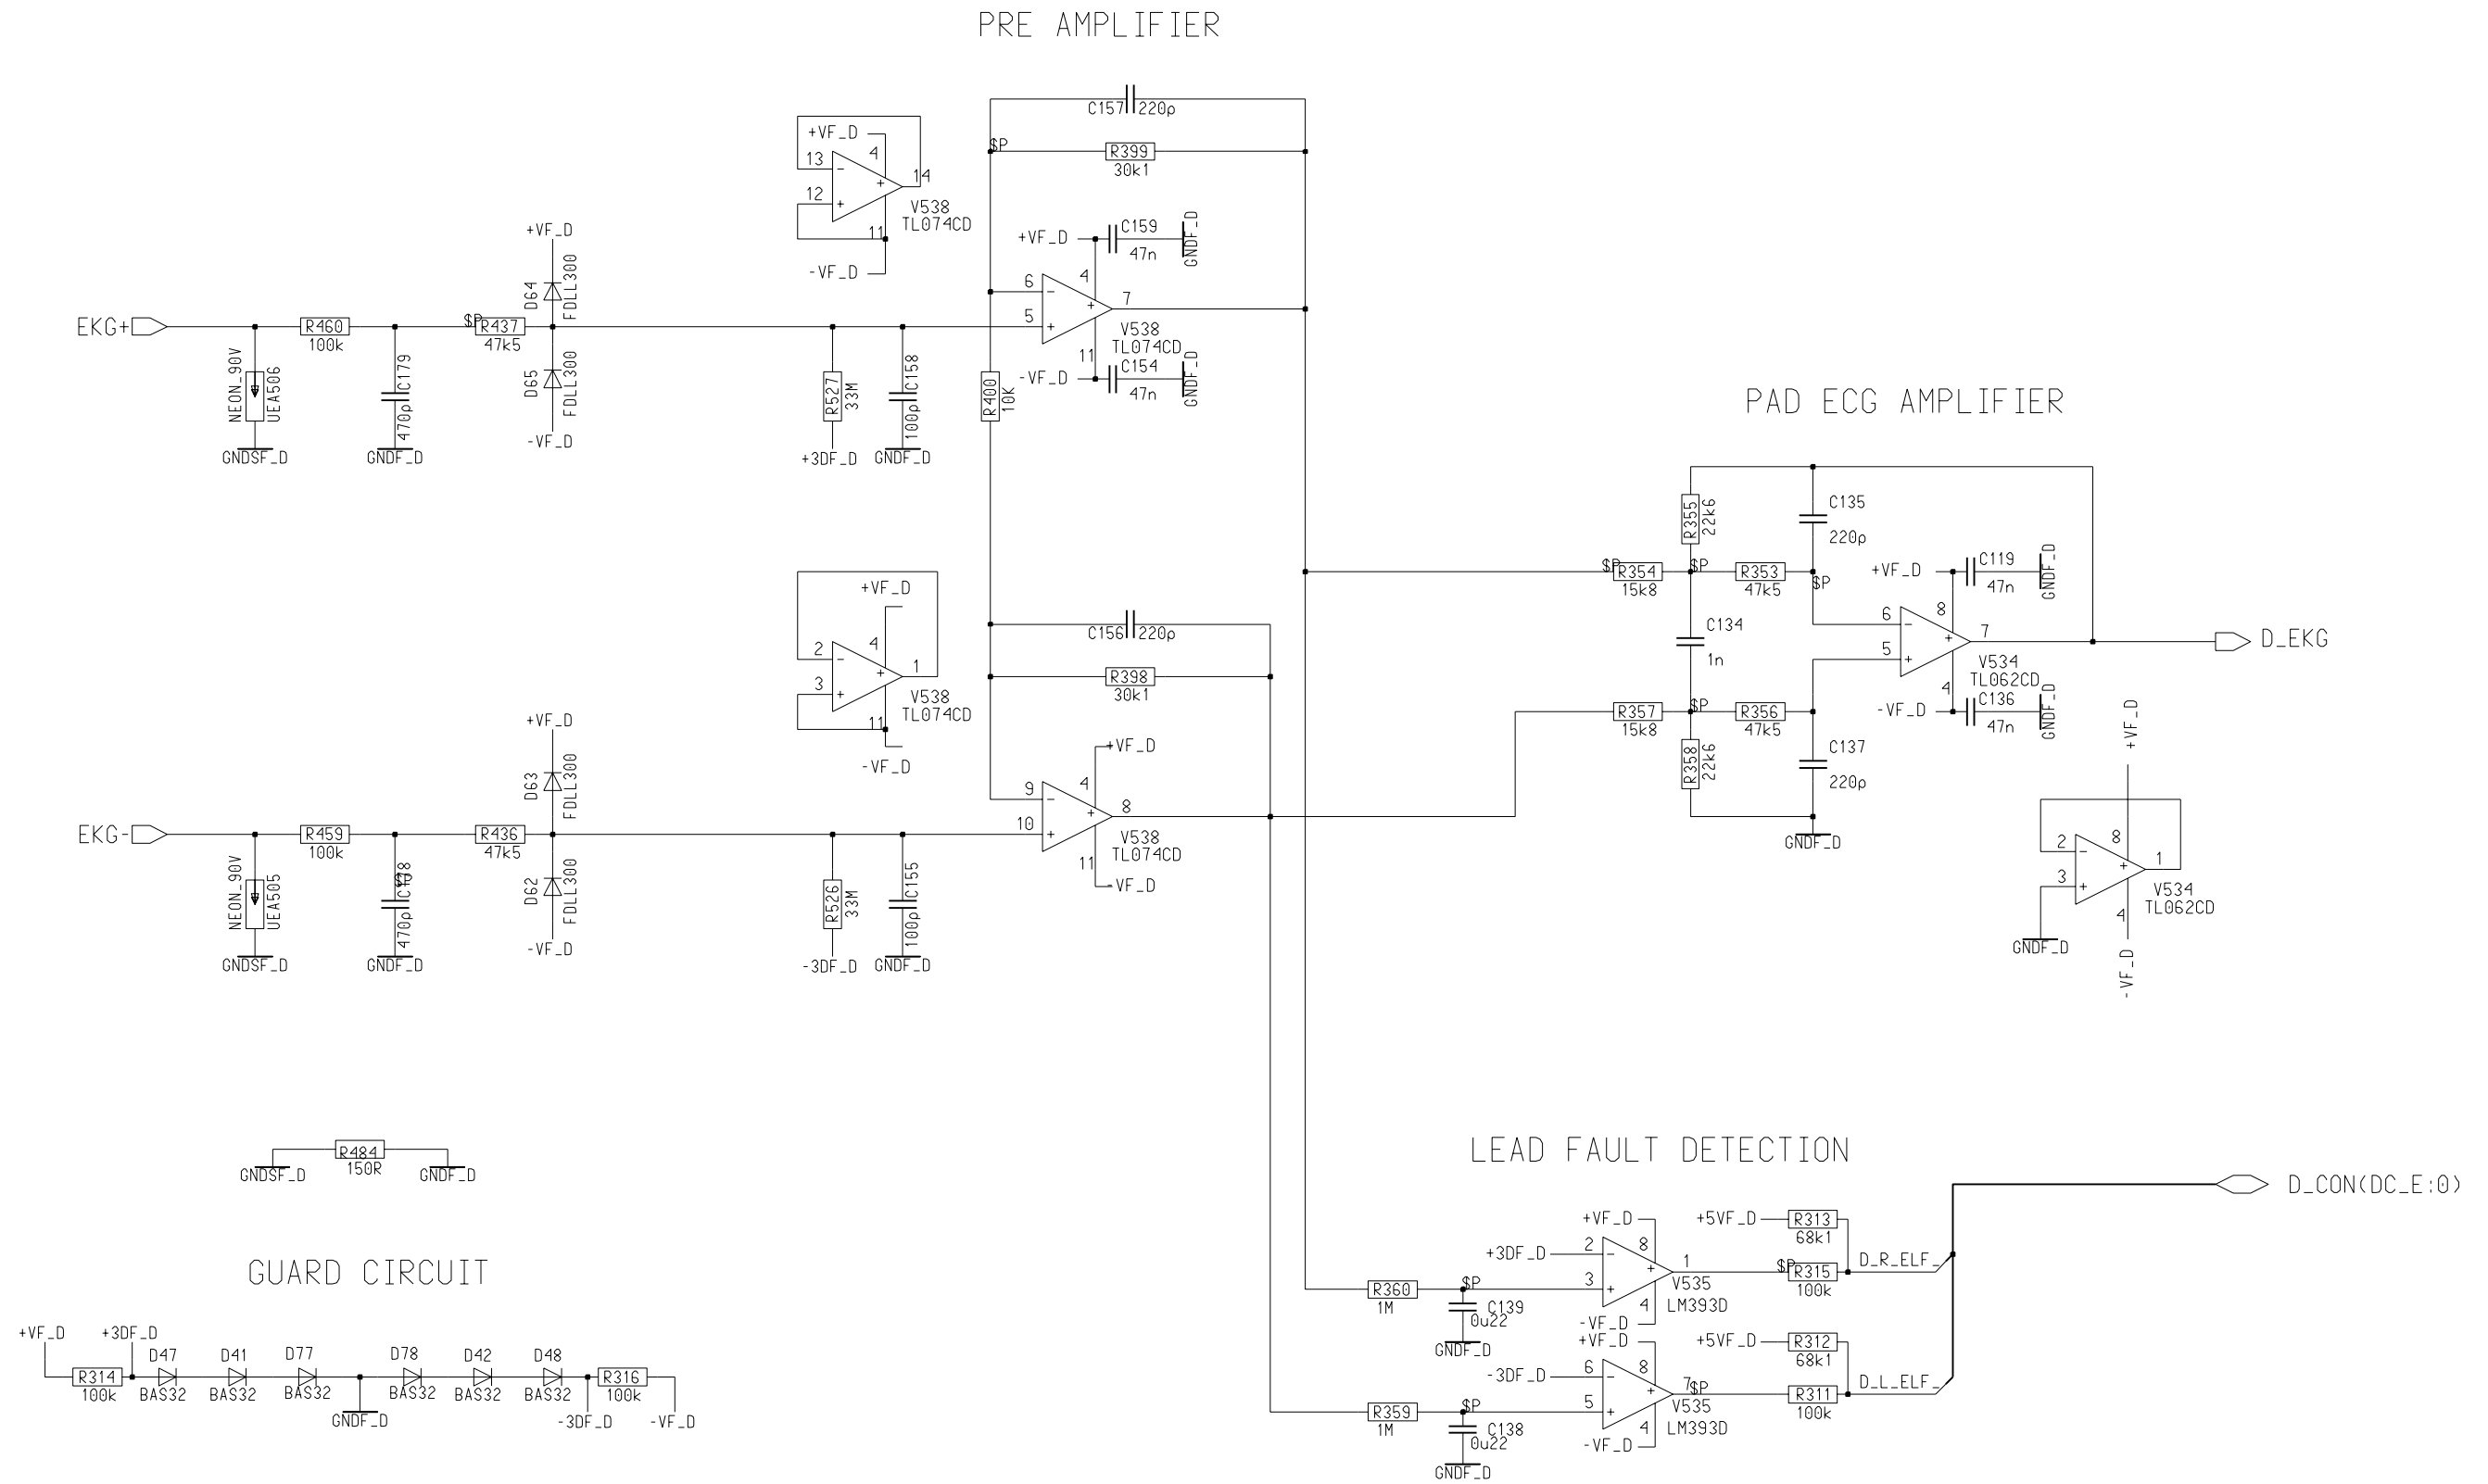 PRE AMPLIFIER
C157 220p
$P
R399
30k1
+VF_D
4
13
12
14
11
V538
TL074CD
-VF_D
+VF_D
C159
47n
GNDF_D
6
4
5
7
11
V538
TL074CD
-VF_D
C154
47n
GNDF_D
R400
10K
EKG+
NEON_90V
UEA506
GNDSF_D
R460
100k
470p C179
GNDF_D
$P
R437
47k5
+VF_D
D64
FDLL300
D65
FDLL300
-VF_D
R527
33M
+3DF_D
100p C158
GNDF_D
PAD ECG AMPLIFIER
R355
22k6
C135
220p
$P
R354
15k8
$P
R353
47k5
$P
+VF_D
C119
47n
GNDF_D
C134
1n
6
8
5
7
4
V534
TL062CD
D_EKG
$P
R357
15k8
R356
47k5
-VF_D
C136
47n
GNDF_D
R358
22k6
C137
220p
GNDF_D
+VF_D
2
8
3
1
4
V534
TL062CD
GNDF_D
-VF_D
+VF_D
2
4
3
1
11
V538
TL074CD
-VF_D
C156 220p
R398
30k1
+VF_D
9
4
10
8
11
V538
TL074CD
-VF_D
EKG-
NEON_90V
UEA505
GNDSF_D
R459
100k
$P
470p C178
GNDF_D
R436
47k5
+VF_D
D63
FDLL300
D62
FDLL300
-VF_D
R526
33M
-3DF_D
100p C155
GNDF_D
R484
150R
GNDSF_D
GNDF_D
GUARD CIRCUIT
+VF_D
+3DF_D
D47
D41
D77
D78
D42
D48
R314
100k
BAS32
BAS32
BAS32
BAS32
BAS32
BAS32
R316
100k
GNDF_D
-3DF_D
-VF_D
LEAD FAULT DETECTION
D_CON(DC_E:0)
+VF_D
+5VF_D
R313
68k1
+3DF_D
2
8
1
$P
R315
100k
D_R_ELF_
R360
1M
$P
3
4
V535
LM393D
C139
0u22
GNDF_D
-VF_D
+VF_D
+5VF_D
R312
68k1
-3DF_D
6
8
7
$P
R311
100k
D_L_ELF_
R359
1M
$P
5
4
V535
LM393D
C138
0u22
GNDF_D
-VF_D